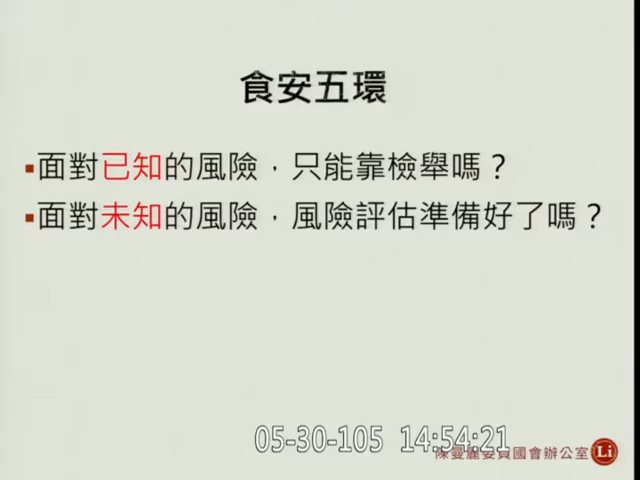 食安五環
▪面對已知的風險，只能靠檢舉嗎？
▪面對未知的風險，風險評估準備好了嗎？
05-30-105 14:54:21
陳曼麗委員國會辦公室 Li